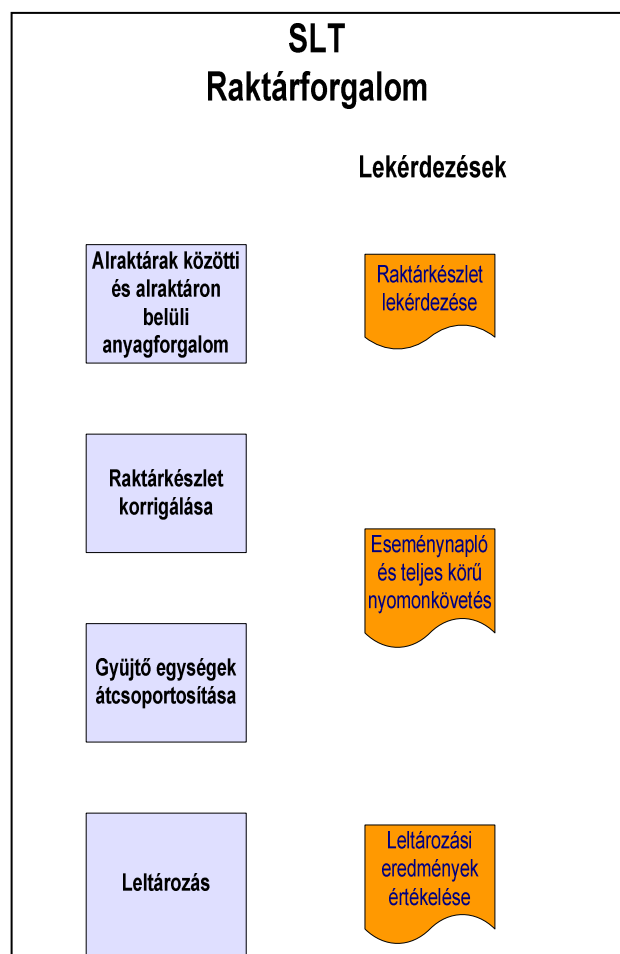 SLT
Raktárforgalom
Lekérdezések
Alraktárak közötti
és alraktáron
belüli
anyagforgalom
Raktárkészlet
lekérdezése
Raktárkészlet
korrigálása
Eseménynapló
és teljes körű
nyomonkövetés
Gyüjtő egységek
átcsoportosítása
Leltározás
Leltározási
eredmények
értékelése